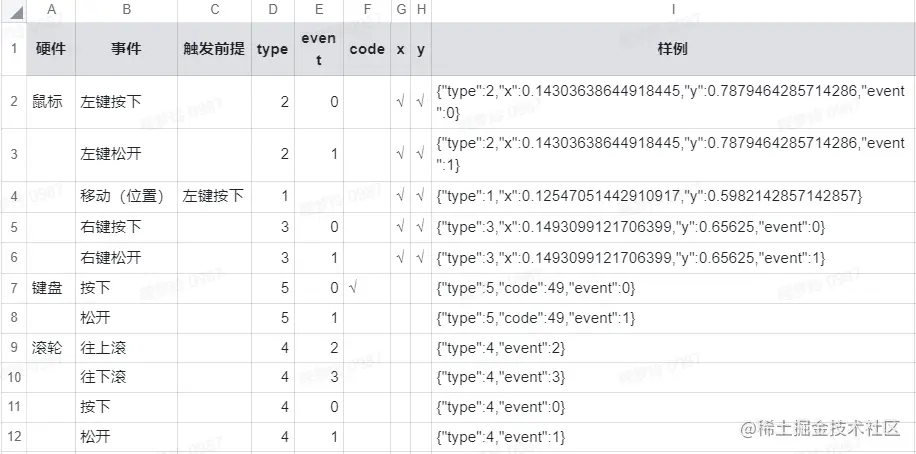 A B C D E F G H I
1 硬件 事件 触发前提 type even
t code x y 样例
2 鼠标 左键按下 2 0 √ √ {"type":2,"x":0.14303638644918445,"y":0.7879464285714286,"event
":0}
3 左键松开 2 1 √ √ {"type":2,"x":0.14303638644918445,"y":0.7879464285714286,"event
":1}
4 移动（位置） 左键按下 1 √ √ {"type":1,"x":0.12547051442910917,"y":0.5982142857142857}
5 右键按下 3 0 √ √ {"type":3,"x":0.1493099121706399,"y":0.65625,"event":0}
6 右键松开 3 1 √ √ {"type":3,"x":0.1493099121706399,"y":0.65625,"event":1}
7 键盘 按下 5 0 √ {"type":5,"code":49,"event":0}
8 松开 5 1 {"type":5,"code":49,"event":1}
9 滚轮 往上滚 4 2 {"type":4,"event":2}
10 往下滚 4 3 {"type":4,"event":3}
11 按下 4 0 {"type":4,"event":0}
12 松开 4 1 {"type":4,"event":1}
@稀土掘金技术社区